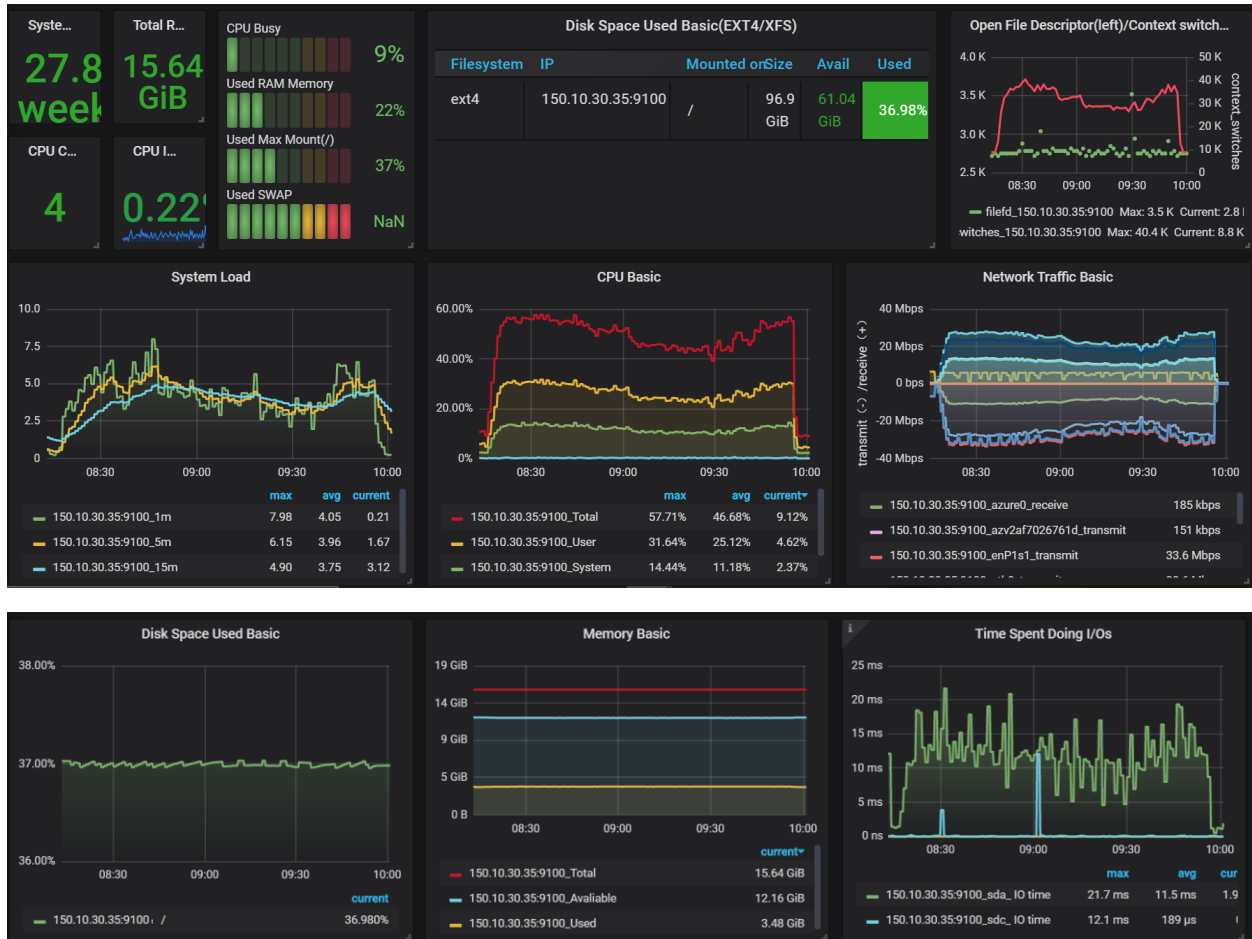 Syste...
27.8
week
Total R...
15.64
GiB
CPU C...
4
CPU I...
0.22
CPU Busy
9%
Used RAM Memory
22%
Used Max Mount(/)
37%
Used SWAP
NaN
Disk Space Used Basic(EXT4/XFS)
Filesystem IP Mounted on Size Avail Used
ext4 150.10.30.35:9100 / 96.9 GiB 61.04 GiB 36.98%
Open File Descriptor(left)/Context switch...
4.0 K
3.5 K
3.0 K
2.5 K
50 K
40 K
30 K
20 K
10 K
0
context_switches
08:30 09:00 09:30 10:00
filefd_150.10.30.35:9100 Max: 3.5 K Current: 2.8
witches_150.10.30.35:9100 Max: 40.4 K Current: 8.8 K
System Load
10.0
7.5
5.0
2.5
0
08:30 09:00 09:30 10:00
max avg current
150.10.30.35:9100_1m 7.98 4.05 0.21
150.10.30.35:9100_5m 6.15 3.96 1.67
150.10.30.35:9100_15m 4.90 3.75 3.12
CPU Basic
60.00%
40.00%
20.00%
0%
08:30 09:00 09:30 10:00
max avg current
150.10.30.35:9100_Total 57.71% 46.68% 9.12%
150.10.30.35:9100_User 31.64% 25.12% 4.62%
150.10.30.35:9100_System 14.44% 11.18% 2.37%
Network Traffic Basic
transmit（-）/receive（+）
40 Mbps
20 Mbps
0 bps
-20 Mbps
-40 Mbps
08:30 09:00 09:30 10:00
150.10.30.35:9100_azure0_receive 185 kbps
150.10.30.35:9100_azv2af7026761d_transmit 151 kbps
150.10.30.35:9100_enP1s1_transmit 33.6 Mbps
Disk Space Used Basic
38.00%
37.00%
36.00%
08:30 09:00 09:30 10:00
current
150.10.30.35:9100：/ 36.980%
Memory Basic
19 GiB
14 GiB
9 GiB
5 GiB
0 B
08:30 09:00 09:30 10:00
current
150.10.30.35:9100_Total 15.64 GiB
150.10.30.35:9100_Avaliable 12.16 GiB
150.10.30.35:9100_Used 3.48 GiB
i
Time Spent Doing I/Os
25 ms
20 ms
15 ms
10 ms
5 ms
0 ns
08:30 09:00 09:30 10:00
max avg cur
150.10.30.35:9100_sda_ IO time 21.7 ms 11.5 ms 1.9
150.10.30.35:9100_sdc_ IO time 12.1 ms 189 µs